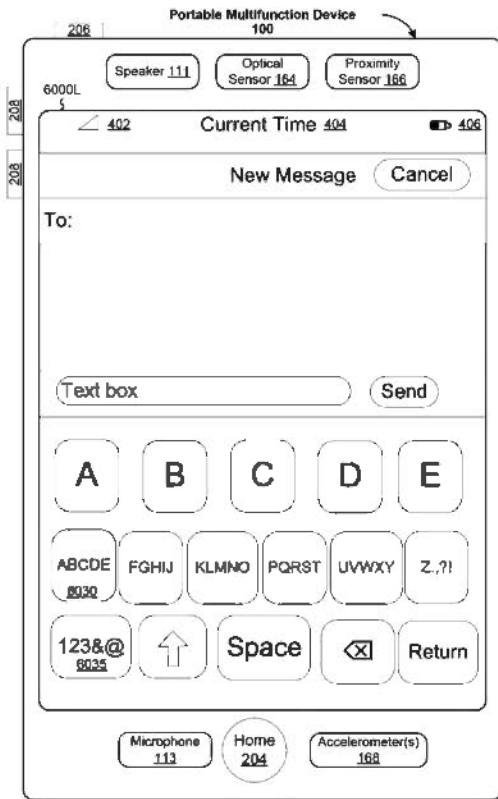 Portable Multifunction Device
100
206
Speaker 111
Optical
Sensor 164
Proximity
Sensor 166
6000L
208
402
Current Time 404
406
208
New Message
Cancel
To:
Text box
Send
A
B
C
D
E
ABCDE
6030
FGHIJ
KLMNO
PQRST
UVWXY
Z.,?!
123&@
6035
Space
Return
Microphone
113
Home
204
Accelerometer(s)
168